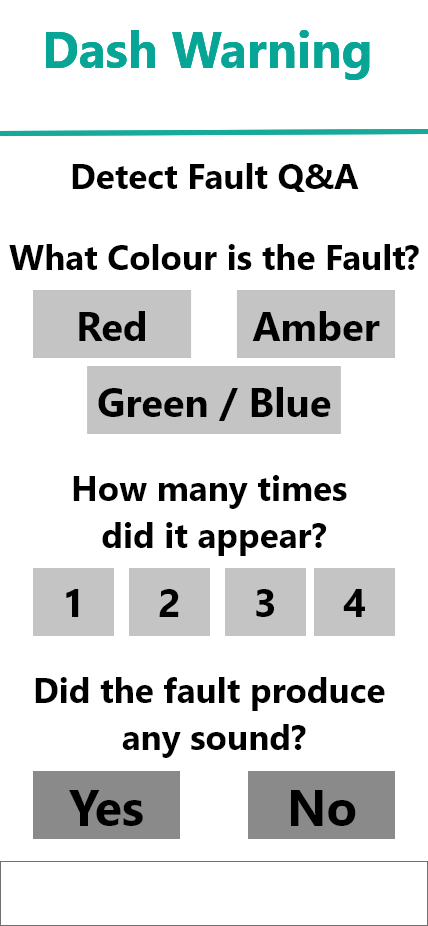 Dash Warning
Detect Fault Q&A
What Colour is the Fault?
Red Amber
Green / Blue
How many times
did it appear?
1 2 3 4
Did the fault produce
any sound?
Yes No